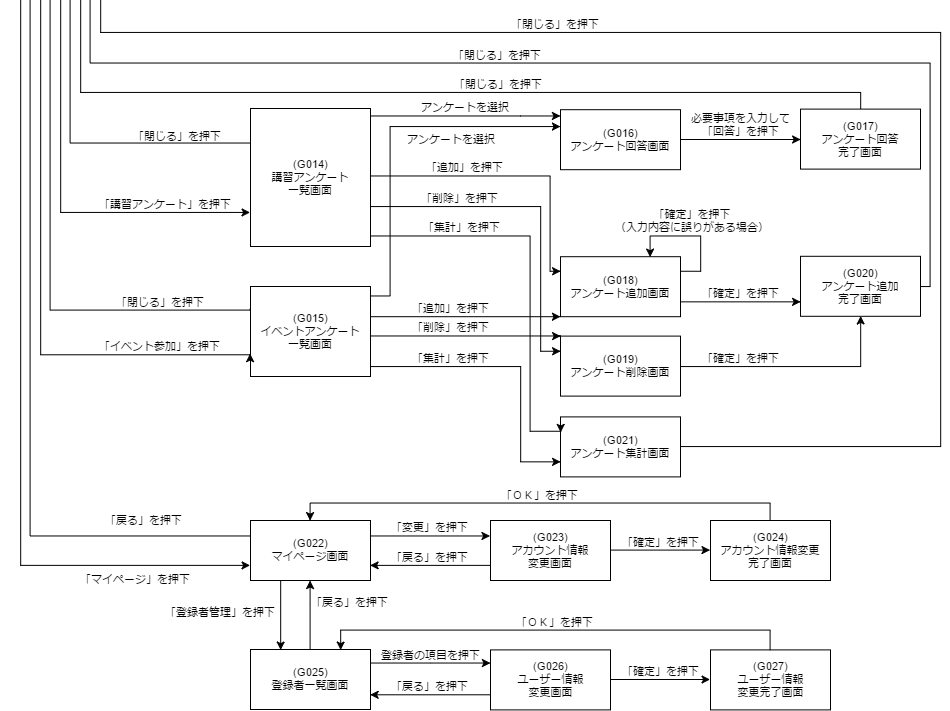 「閉じる」を押下
「閉じる」を押下
「閉じる」を押下
アンケートを選択
「閉じる」を押下
アンケートを選択
(G014)
講習アンケート
一覧画面
「講習アンケート」を押下
(G016)
アンケート回答画面
必要事項を入力して
「回答」を押下
(G017)
アンケート回答
完了画面
「追加」を押下
「削除」を押下
「集計」を押下
「確定」を押下
（入力内容に誤りがある場合）
(G018)
アンケート追加画面
「確定」を押下
(G020)
アンケート追加
完了画面
「閉じる」を押下
(G015)
イベントアンケート
一覧画面
「イベント参加」を押下
「追加」を押下
「削除」を押下
「集計」を押下
(G019)
アンケート削除画面
「確定」を押下
(G021)
アンケート集計画面
「ＯＫ」を押下
「戻る」を押下
(G022)
マイページ画面
「変更」を押下
「戻る」を押下
(G023)
アカウント情報
変更画面
「確定」を押下
(G024)
アカウント情報変更
完了画面
「マイページ」を押下
「登録者管理」を押下
「戻る」を押下
「ＯＫ」を押下
(G025)
登録者一覧画面
登録者の項目を押下
「戻る」を押下
(G026)
ユーザー情報
変更画面
「確定」を押下
(G027)
ユーザー情報
変更完了画面